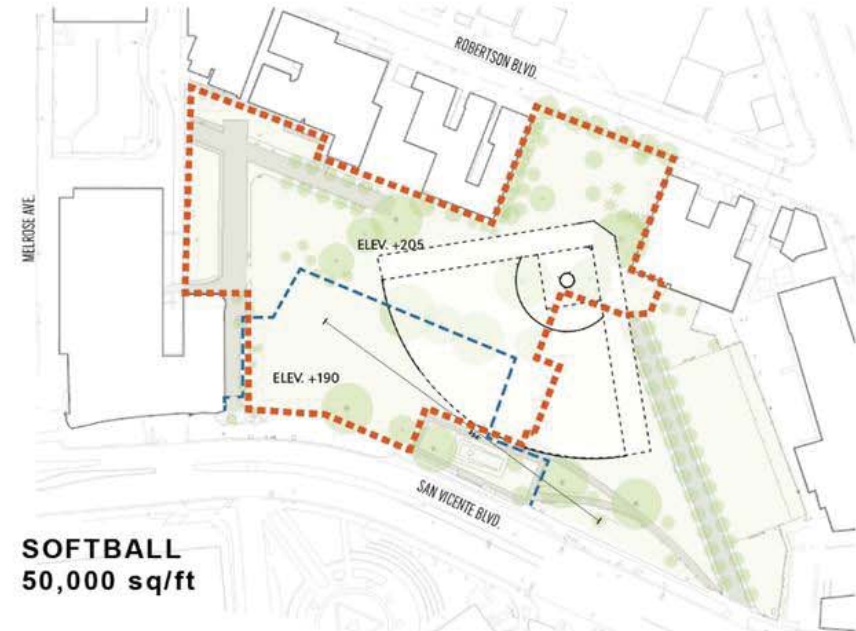 ROBERTSON BLVD.
MELROSE AVE.
ELEV. +205
ELEV. +190
SAN VICENTE BLVD.
SOFTBALL
50,000 sq/ft